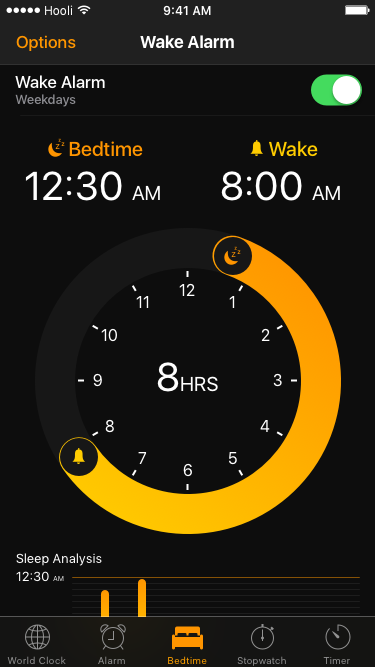 Hooli 9:41 AM
Options Wake Alarm
Wake Alarm
Weekdays
Bedtime Wake
12:30 AM 8:00 AM
12
11 1
10 2
9 8HRS 3
8 4
7 5
6
Sleep Analysis
12:30 AM
World Clock Alarm Bedtime Stopwatch Timer